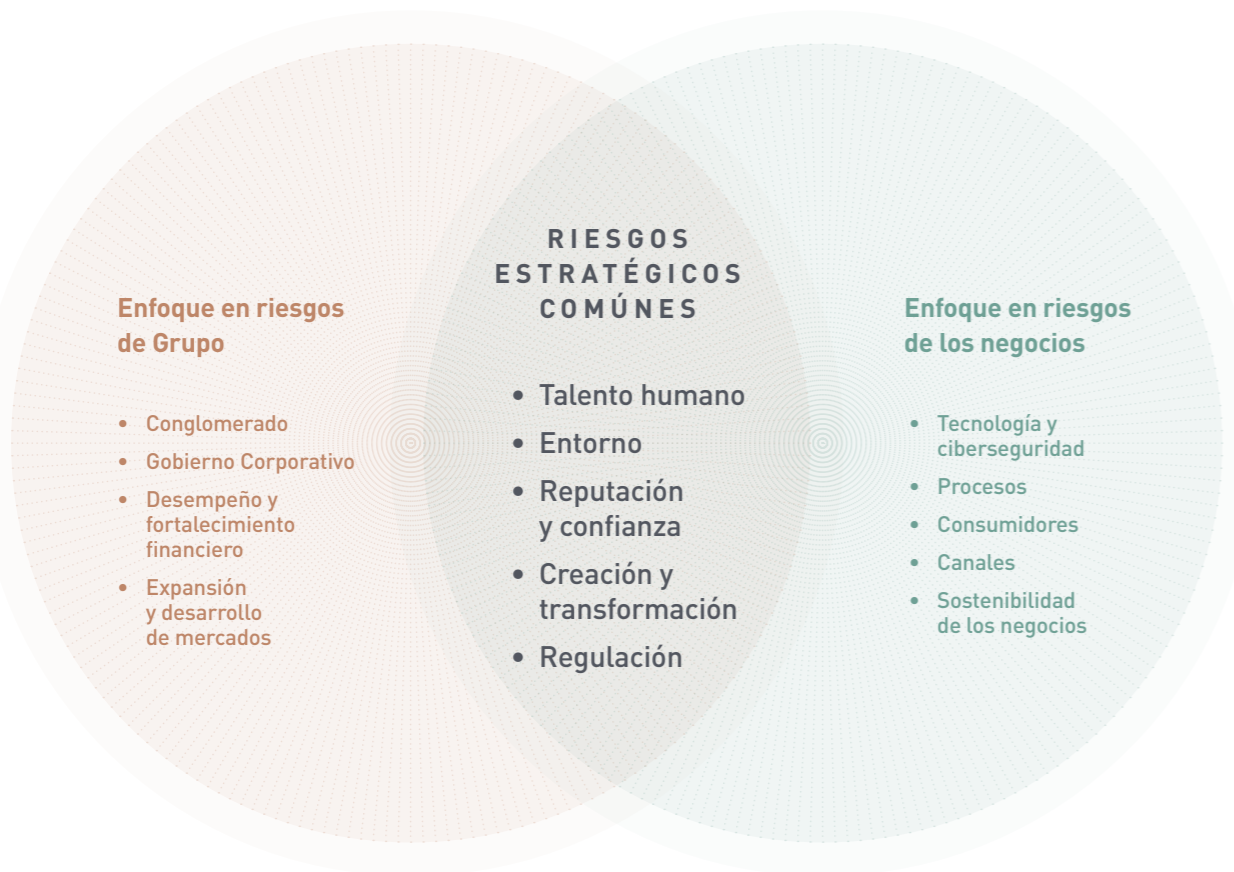 Enfoque en riesgos
de Grupo
• Conglomerado
• Gobierno Corporativo
• Desempeño y
fortalecimiento
financiero
• Expansión
y desarrollo
de mercados
RIESGOS
ESTRATÉGICOS
COMÚNES
• Talento humano
• Entorno
• Reputación
y confianza
• Creación y
transformación
• Regulación
Enfoque en riesgos
de los negocios
• Tecnología y
ciberseguridad
• Procesos
• Consumidores
• Canales
• Sostenibilidad
de los negocios